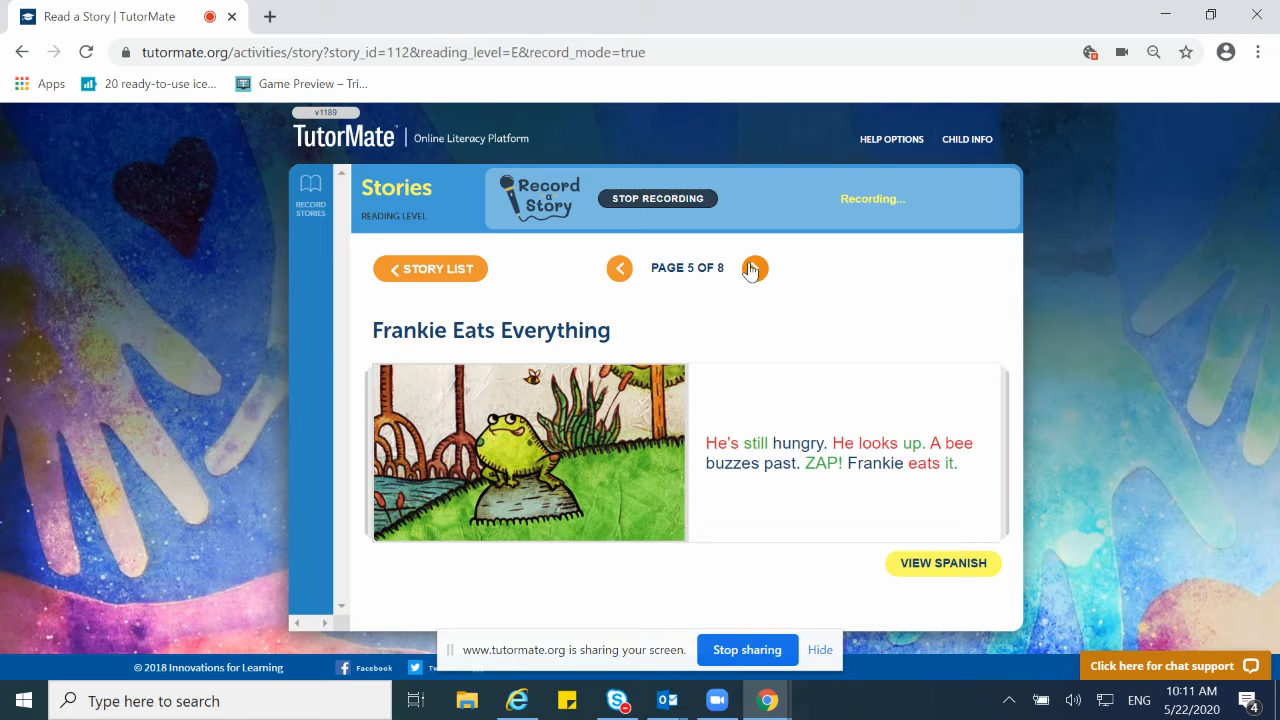 Read a Story | TutorMate
tutormate.org/activities/story?story_id=112&reading_level=E&record_mode=true
Apps
20 ready-to-use ice...
Game Preview – Tri...
v1189
TutorMate
Online Literacy Platform
HELP OPTIONS
CHILD INFO
RECORD
STORIES
Stories
READING LEVEL
Record
a
Story
STOP RECORDING
Recording...
STORY LIST
PAGE 5 OF 8
Frankie Eats Everything
He's still hungry. He looks up. A bee
buzzes past. ZAP! Frankie eats it.
VIEW SPANISH
www.tutormate.org is sharing your screen.
Stop sharing
Hide
© 2018 Innovations for Learning
Facebook
Click here for chat support
Type here to search
ENG
10:11 AM
5/22/2020
4